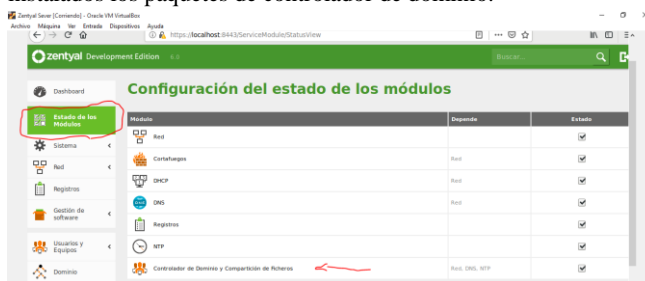 instalados los paquetes de controlador de dominio.
Zentyal Sever [Corriendo] - Oracle VM VirtualBox
Archivo Máquina Ver Entrada Dispositivos Ayuda
https://localhost:8443/ServiceModule/StatusView
zentyal Development Edition 6.0
Buscar...
Dashboard
Estado de los Módulos
Sistema
Red
Registros
Gestión de software
Usuarios y Equipos
Dominio
Configuración del estado de los módulos
Módulo Depende Estado
Red
Cortafuegos Red
DHCP Red
DNS Red
Registros
NTP
Controlador de Dominio y Compartición de ficheros Red, DNS, NTP